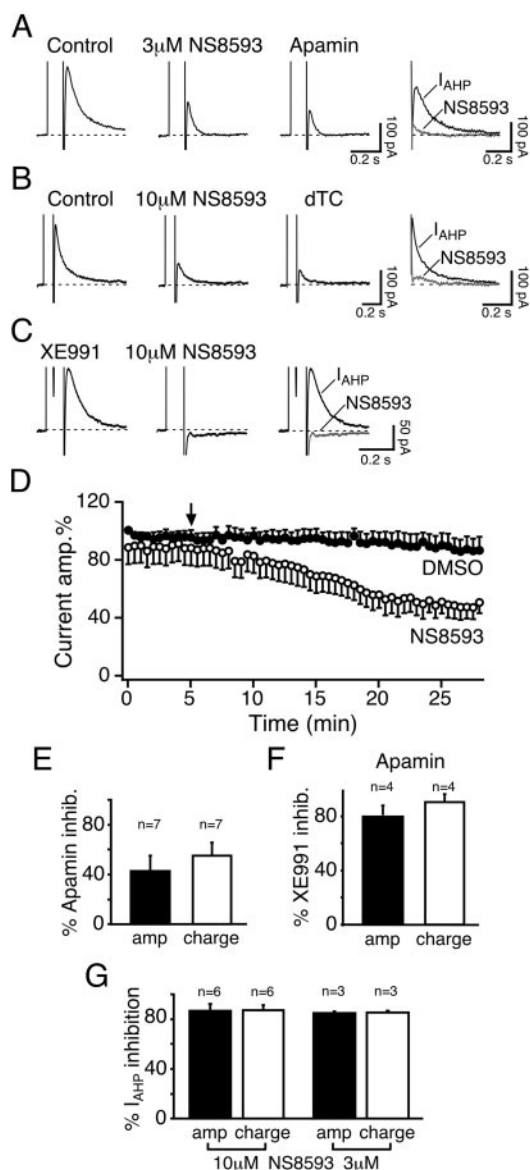 A
Control 3μM NS8593 Apamin
I_AHP
NS8593
100 pA
0.2 s
100 pA
0.2 s
B
Control 10μM NS8593 dTC
I_AHP
NS8593
100 pA
0.2 s
100 pA
0.2 s
C
XE991 10μM NS8593
I_AHP
NS8593
50 pA
0.2 s
D
Current amp.%
120
80
40
0
DMSO
NS8593
0 5 10 15 20 25
Time (min)
E
% Apamin inhib.
80
40
0
n=7 n=7
amp charge
F
Apamin
% XE991 inhib.
80
0
n=4 n=4
amp charge
G
% I_AHP inhibition
80
0
n=6 n=6 n=3 n=3
amp charge amp charge
10μM NS8593 3μM